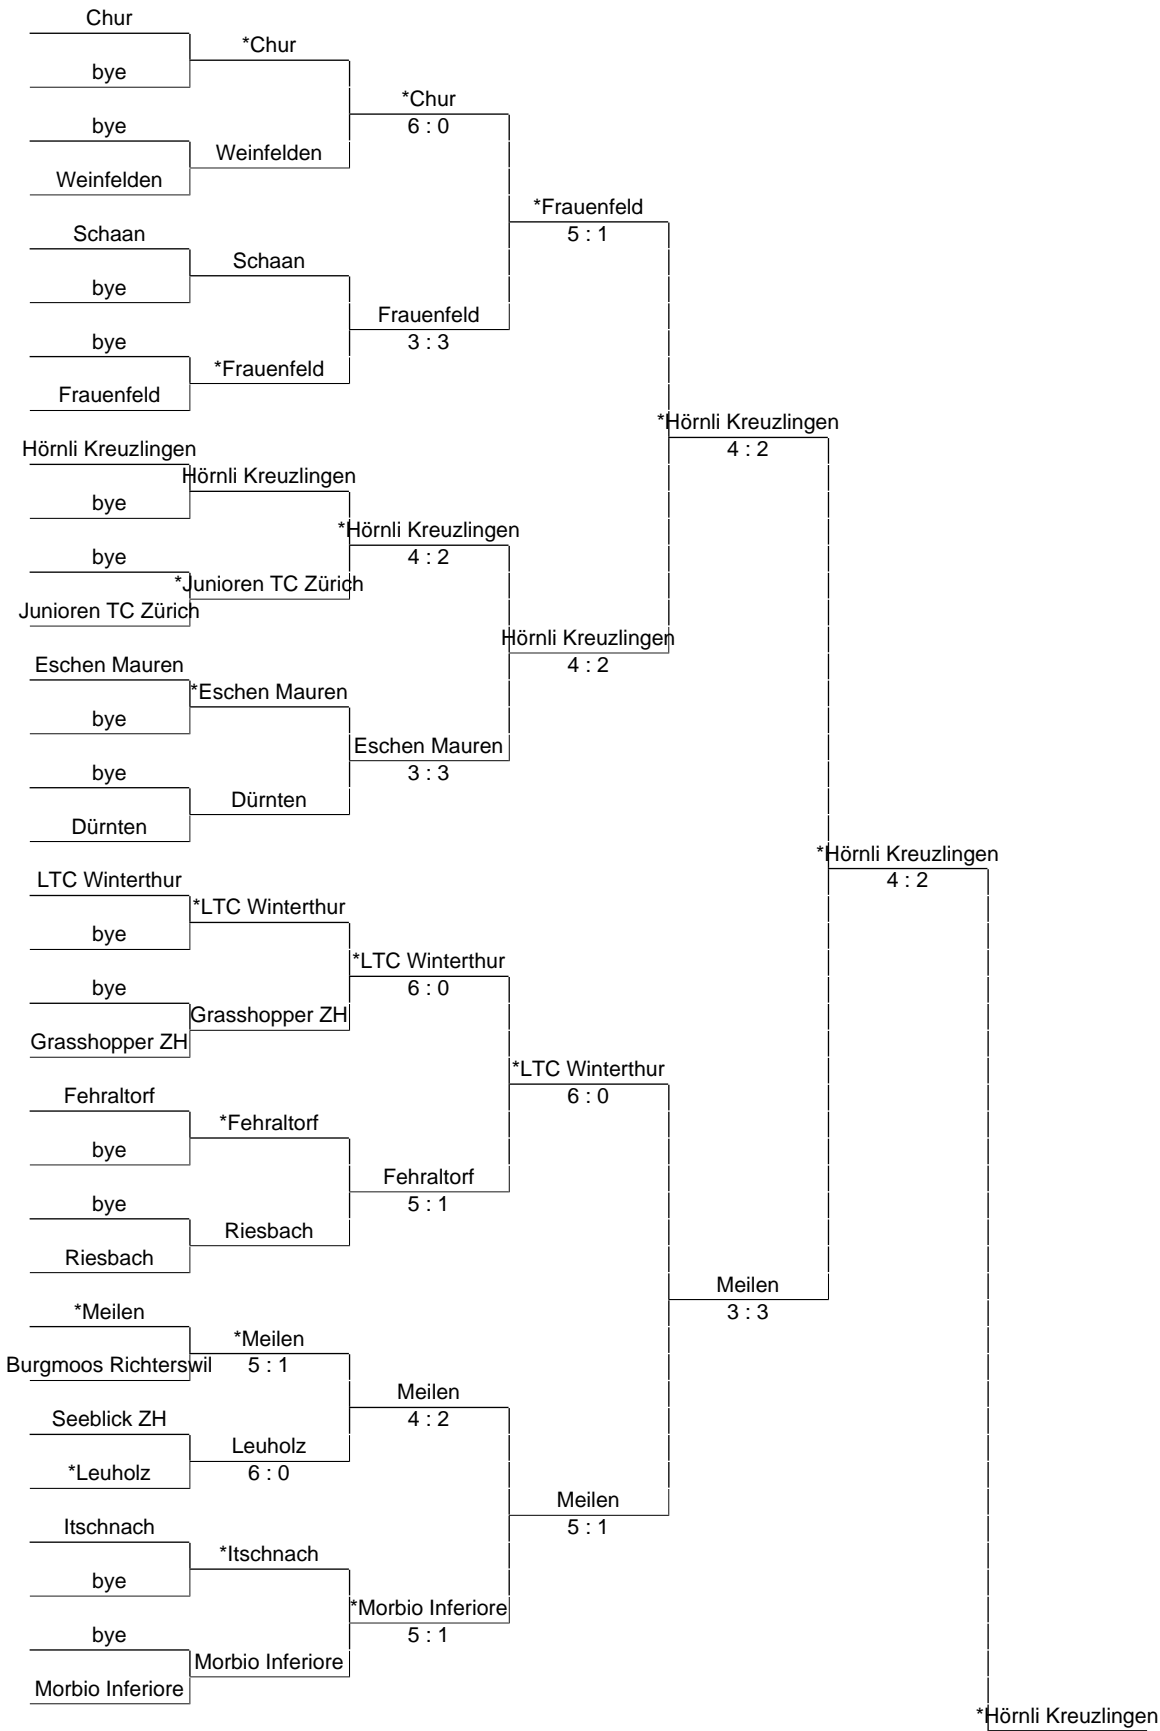 Chur
*Chur
bye
*Chur
6 : 0
bye
Weinfelden
Weinfelden
*Frauenfeld
5 : 1
Schaan
Schaan
bye
Frauenfeld
3 : 3
bye
*Frauenfeld
Frauenfeld
*Hörnli Kreuzlingen
4 : 2
Hörnli Kreuzlingen
Hörnli Kreuzlingen
bye
*Hörnli Kreuzlingen
4 : 2
bye
*Junioren TC Zürich
Junioren TC Zürich
Hörnli Kreuzlingen
4 : 2
Eschen Mauren
*Eschen Mauren
bye
Eschen Mauren
3 : 3
bye
Dürnten
Dürnten
*Hörnli Kreuzlingen
4 : 2
LTC Winterthur
*LTC Winterthur
bye
*LTC Winterthur
6 : 0
bye
Grasshopper ZH
Grasshopper ZH
*LTC Winterthur
6 : 0
Fehraltorf
*Fehraltorf
bye
Fehraltorf
5 : 1
bye
Riesbach
Riesbach
Meilen
3 : 3
*Meilen
*Meilen
5 : 1
Burgmoos Richterswil
Meilen
4 : 2
Seeblick ZH
Leuholz
6 : 0
*Leuholz
Meilen
5 : 1
Itschnach
*Itschnach
bye
*Morbio Inferiore
5 : 1
bye
Morbio Inferiore
Morbio Inferiore
*Hörnli Kreuzlingen